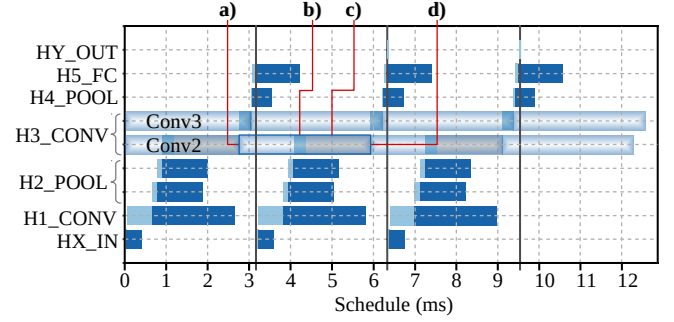 a) b) c) d)
HY_OUT
H5_FC
H4_POOL
Conv3
H3_CONV
Conv2
H2_POOL
H1_CONV
HX_IN
0 1 2 3 4 5 6 7 8 9 10 11 12
Schedule (ms)